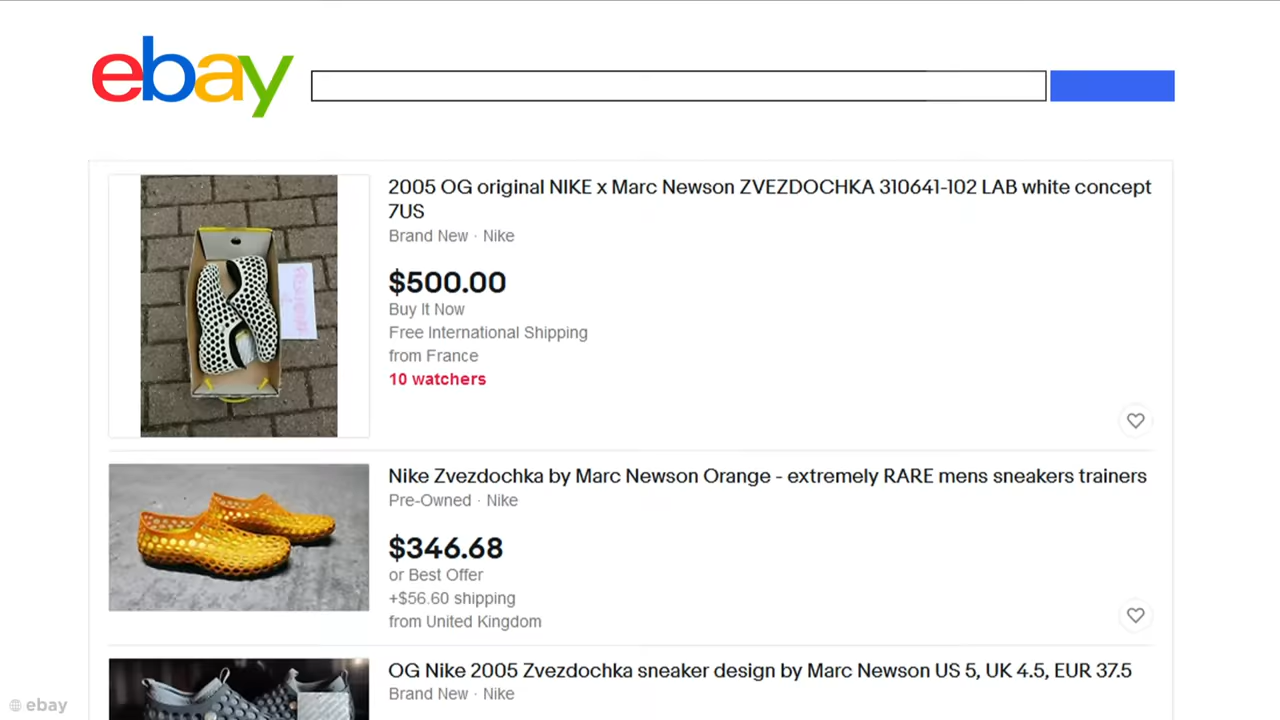 ebay
2005 OG original NIKE x Marc Newson ZVEZDOCHKA 310641-102 LAB white concept
7US
Brand New · Nike
$500.00
Buy It Now
Free International Shipping
from France
10 watchers
Nike Zvezdochka by Marc Newson Orange - extremely RARE mens sneakers trainers
Pre-Owned · Nike
$346.68
or Best Offer
+$56.60 shipping
from United Kingdom
OG Nike 2005 Zvezdochka sneaker design by Marc Newson US 5, UK 4.5, EUR 37.5
Brand New · Nike
ebay